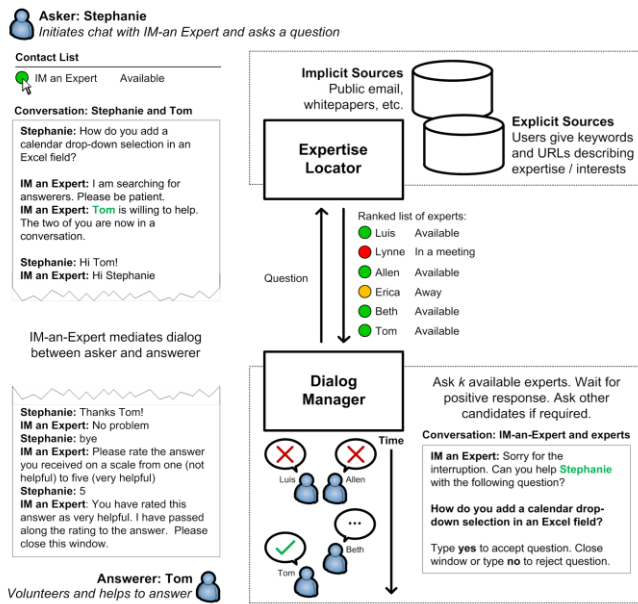 Asker: Stephanie
Initiates chat with IM-an Expert and asks a question
Contact List
IM an Expert Available
Conversation: Stephanie and Tom
Stephanie: How do you add a
calendar drop-down selection in an
Excel field?
IM an Expert: I am searching for
answerers. Please be patient.
IM an Expert: Tom is willing to help.
The two of you are now in a
conversation.
Stephanie: Hi Tom!
IM an Expert: Hi Stephanie
IM-an-Expert mediates dialog
between asker and answerer
Stephanie: Thanks Tom!
IM an Expert: No problem
Stephanie: bye
IM an Expert: Please rate the answer
you received on a scale from one (not
helpful) to five (very helpful)
Stephanie: 5
IM an Expert: You have rated this
answer as very helpful. I have passed
along the rating to the answer. Please
close this window.
Answerer: Tom
Volunteers and helps to answer
Implicit Sources
Public email,
whitepapers, etc.
Explicit Sources
Users give keywords
and URLs describing
expertise / interests
Expertise
Locator
Question
Ranked list of experts:
Luis Available
Lynne In a meeting
Allen Available
Erica Away
Beth Available
Tom Available
Dialog
Manager
Time
Luis
Allen
...
Beth
Tom
Ask k available experts. Wait for
positive response. Ask other
candidates if required.
Conversation: IM-an-Expert and experts
IM an Expert: Sorry for the
interruption. Can you help Stephanie
with the following question?
How do you add a calendar drop-
down selection in an Excel field?
Type yes to accept question. Close
window or type no to reject question.